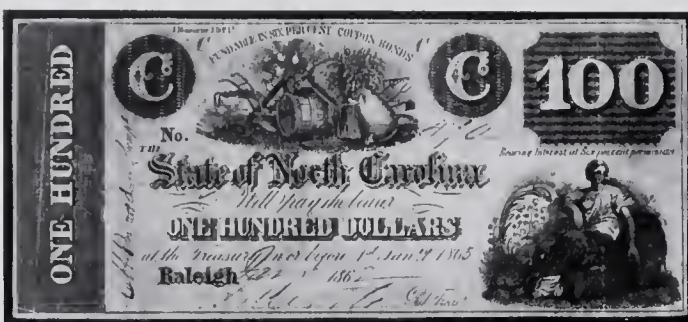 FUNDABLE IN SIX PER CENT COUPON BONDS
C C
C C 100
ONE HUNDRED
No.
Bearing Interest at Six per cent per annum
THE
State of North Carolina
Will pay the bearer
ONE HUNDRED DOLLARS
at the Treasury on or before 1st Jan'y 1865
Raleigh 186